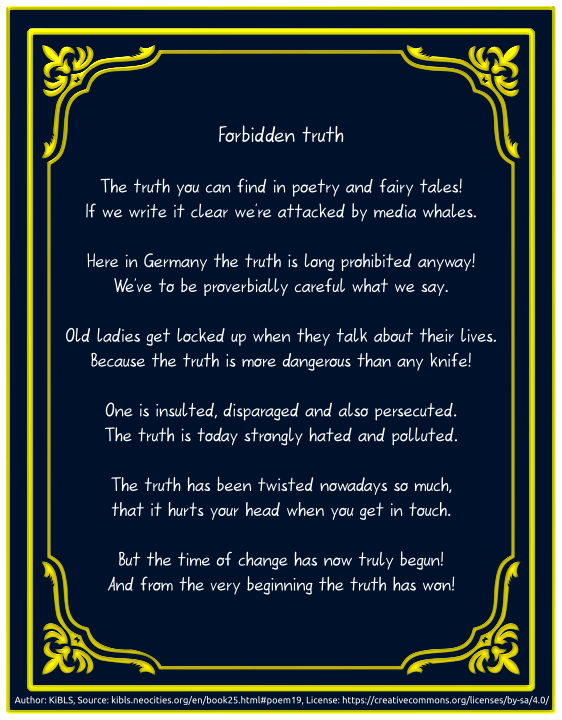 Forbidden truth
The truth you can find in poetry and fairy tales!
If we write it clear we're attacked by media whales.
Here in Germany the truth is long prohibited anyway!
We've to be proverbially careful what we say.
Old ladies get locked up when they talk about their lives.
Because the truth is more dangerous than any knife!
One is insulted, disparaged and also persecuted.
The truth is today strongly hated and polluted.
The truth has been twisted nowadays so much,
that it hurts your head when you get in touch.
But the time of change has now truly begun!
And from the very beginning the truth has won!
Author: KiBLS, Source: kibls.neocities.org/en/book25.html#poem19, License: https://creativecommons.org/licenses/by-sa/4.0/